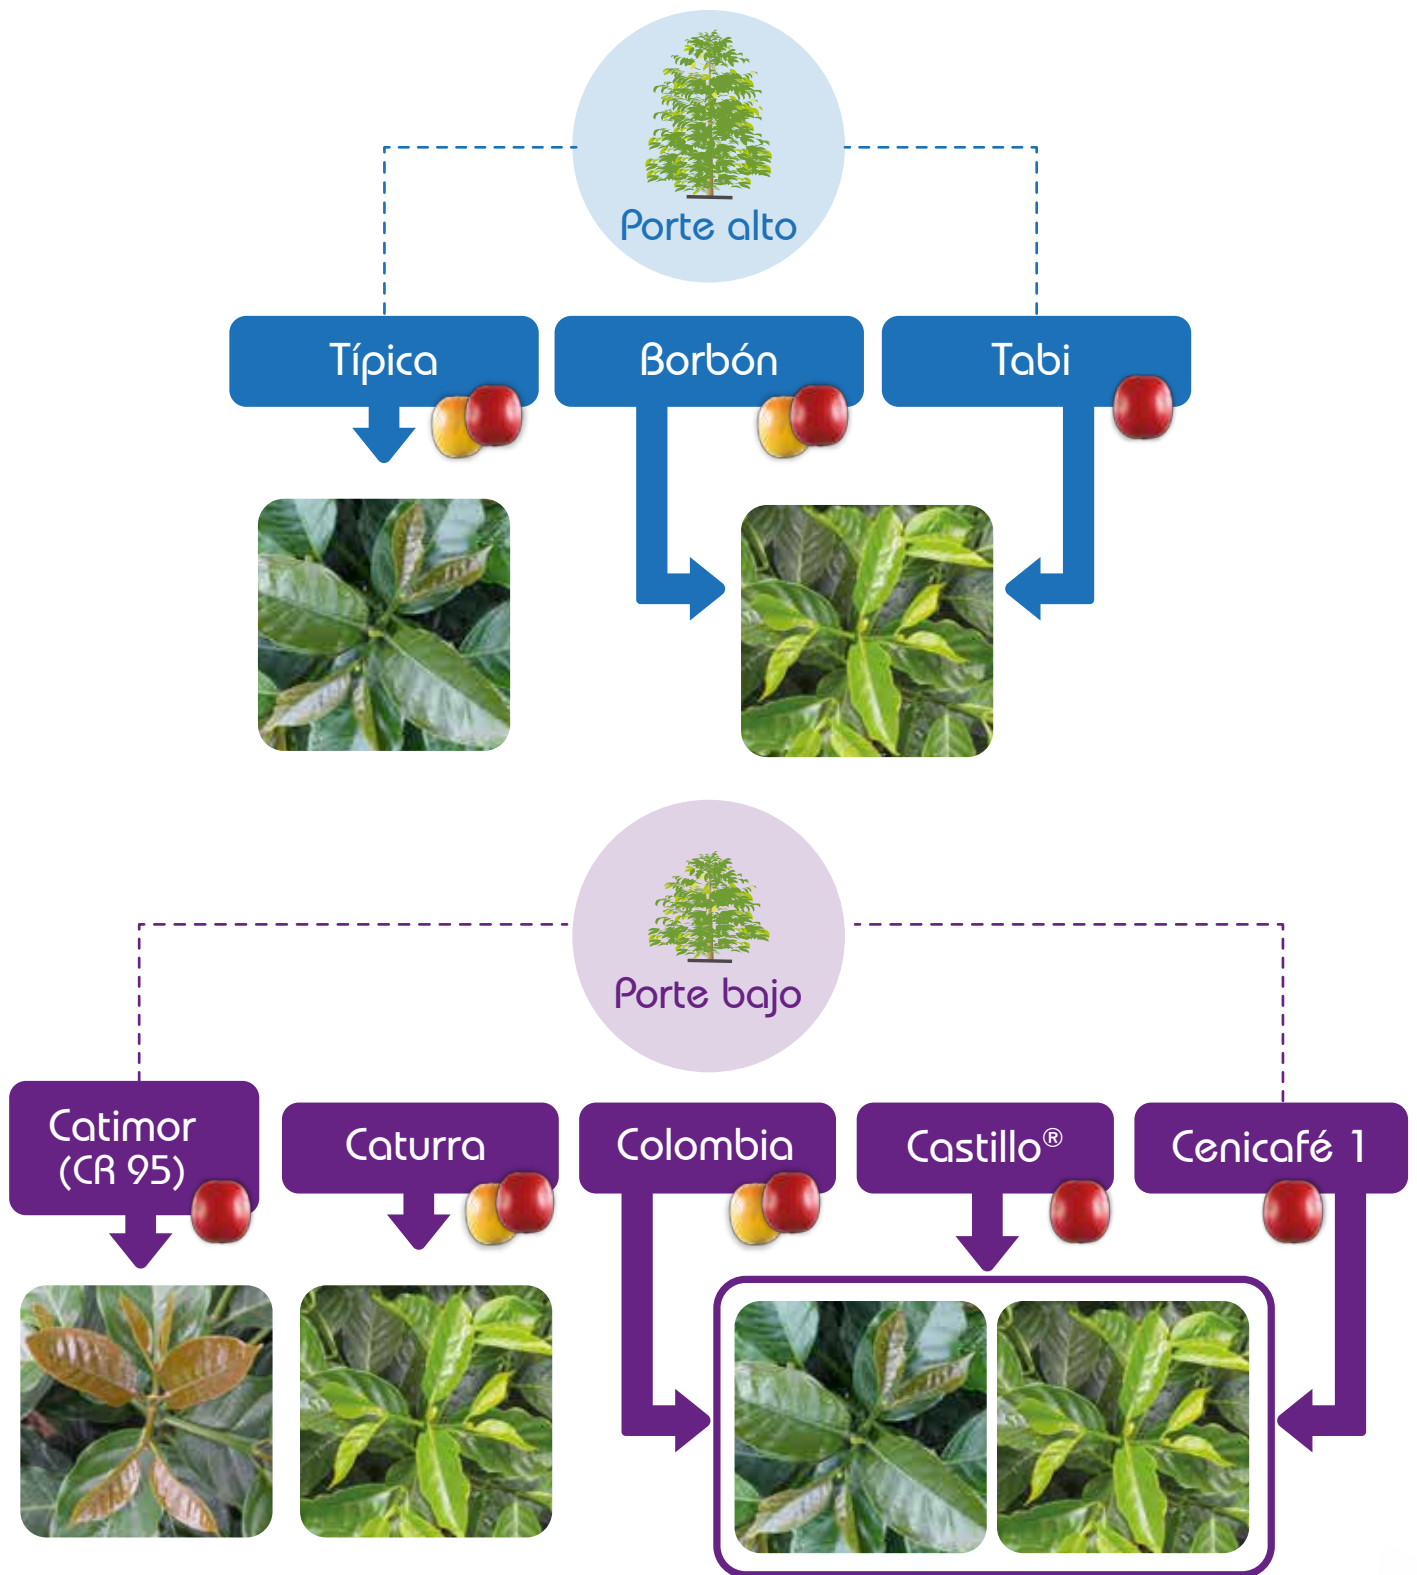 Porte alto
Típica
Borbón
Tabi
Porte bajo
Catimor
(CR 95)
Caturra
Colombia
Castillo®
Cenicafé 1